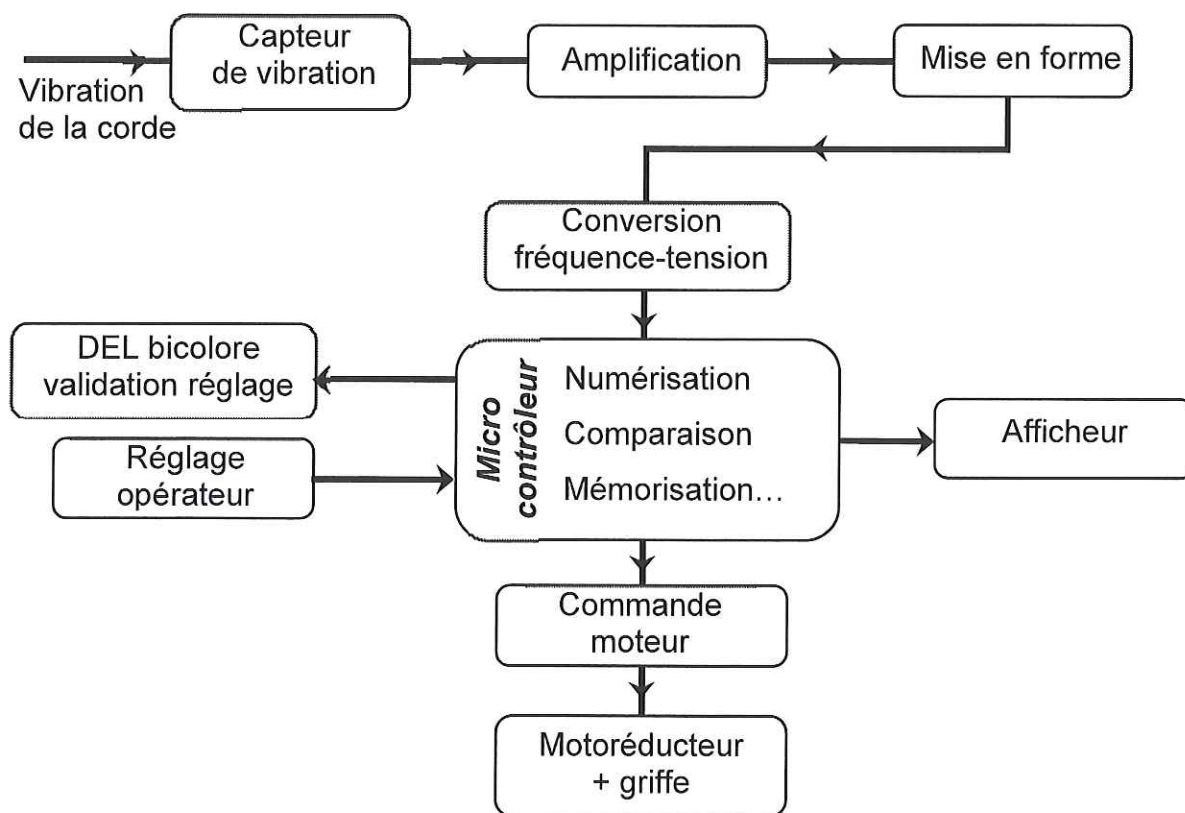 Vibration
de la corde
Capteur
de vibration
Amplification
Mise en forme
Conversion
fréquence-tension
DEL bicolore
validation réglage
Réglage
opérateur
Micro
contrôleur
Numérisation
Comparaison
Mémorisation…
Afficheur
Commande
moteur
Motoréducteur
+ griffe